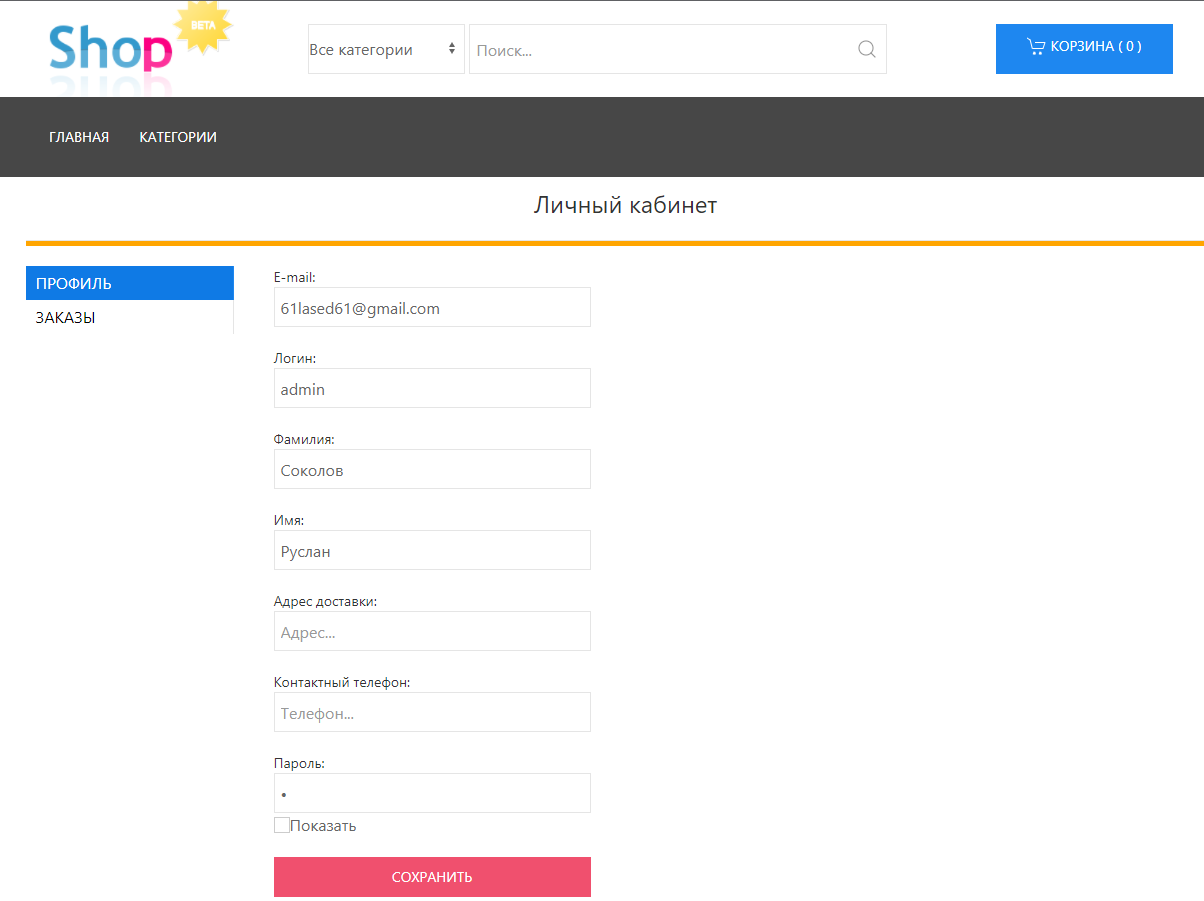 Shop
BETA
Все категории
Поиск...
КОРЗИНА ( 0 )
ГЛАВНАЯ
КАТЕГОРИИ
Личный кабинет
ПРОФИЛЬ
ЗАКАЗЫ
E-mail:
61lased61@gmail.com
Логин:
admin
Фамилия:
Соколов
Имя:
Руслан
Адрес доставки:
Адрес...
Контактный телефон:
Телефон...
Пароль:
•
Показать
СОХРАНИТЬ